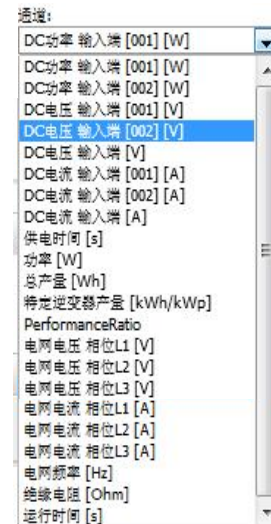 通道:
DC功率 输入端 [001] [W]
DC功率 输入端 [001] [W]
DC功率 输入端 [002] [W]
DC电压 输入端 [001] [V]
DC电压 输入端 [002] [V]
DC电压 输入端 [V]
DC电流 输入端 [001] [A]
DC电流 输入端 [002] [A]
DC电流 输入端 [A]
供电时间 [s]
功率 [W]
总产量 [Wh]
特定逆变器产量 [kWh/kWp]
PerformanceRatio
电网电压 相位L1 [V]
电网电压 相位L2 [V]
电网电压 相位L3 [V]
电网电流 相位L1 [A]
电网电流 相位L2 [A]
电网电流 相位L3 [A]
电网频率 [Hz]
绝缘电阻 [Ohm]
运行时间 [s]